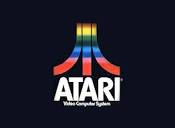 ATARI
Video Computer System